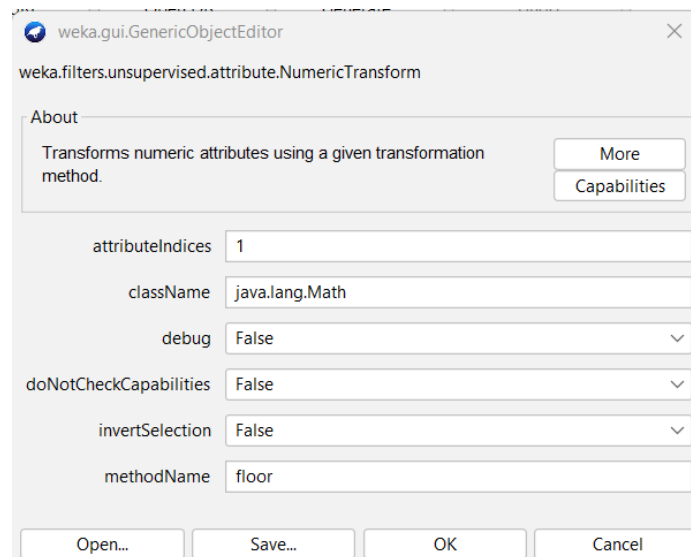 weka.gui.GenericObjectEditor
weka.filters.unsupervised.attribute.NumericTransform
About
Transforms numeric attributes using a given transformation
method.
More
Capabilities
attributeIndices 1
className java.lang.Math
debug False
doNotCheckCapabilities False
invertSelection False
methodName floor
Open... Save... OK Cancel